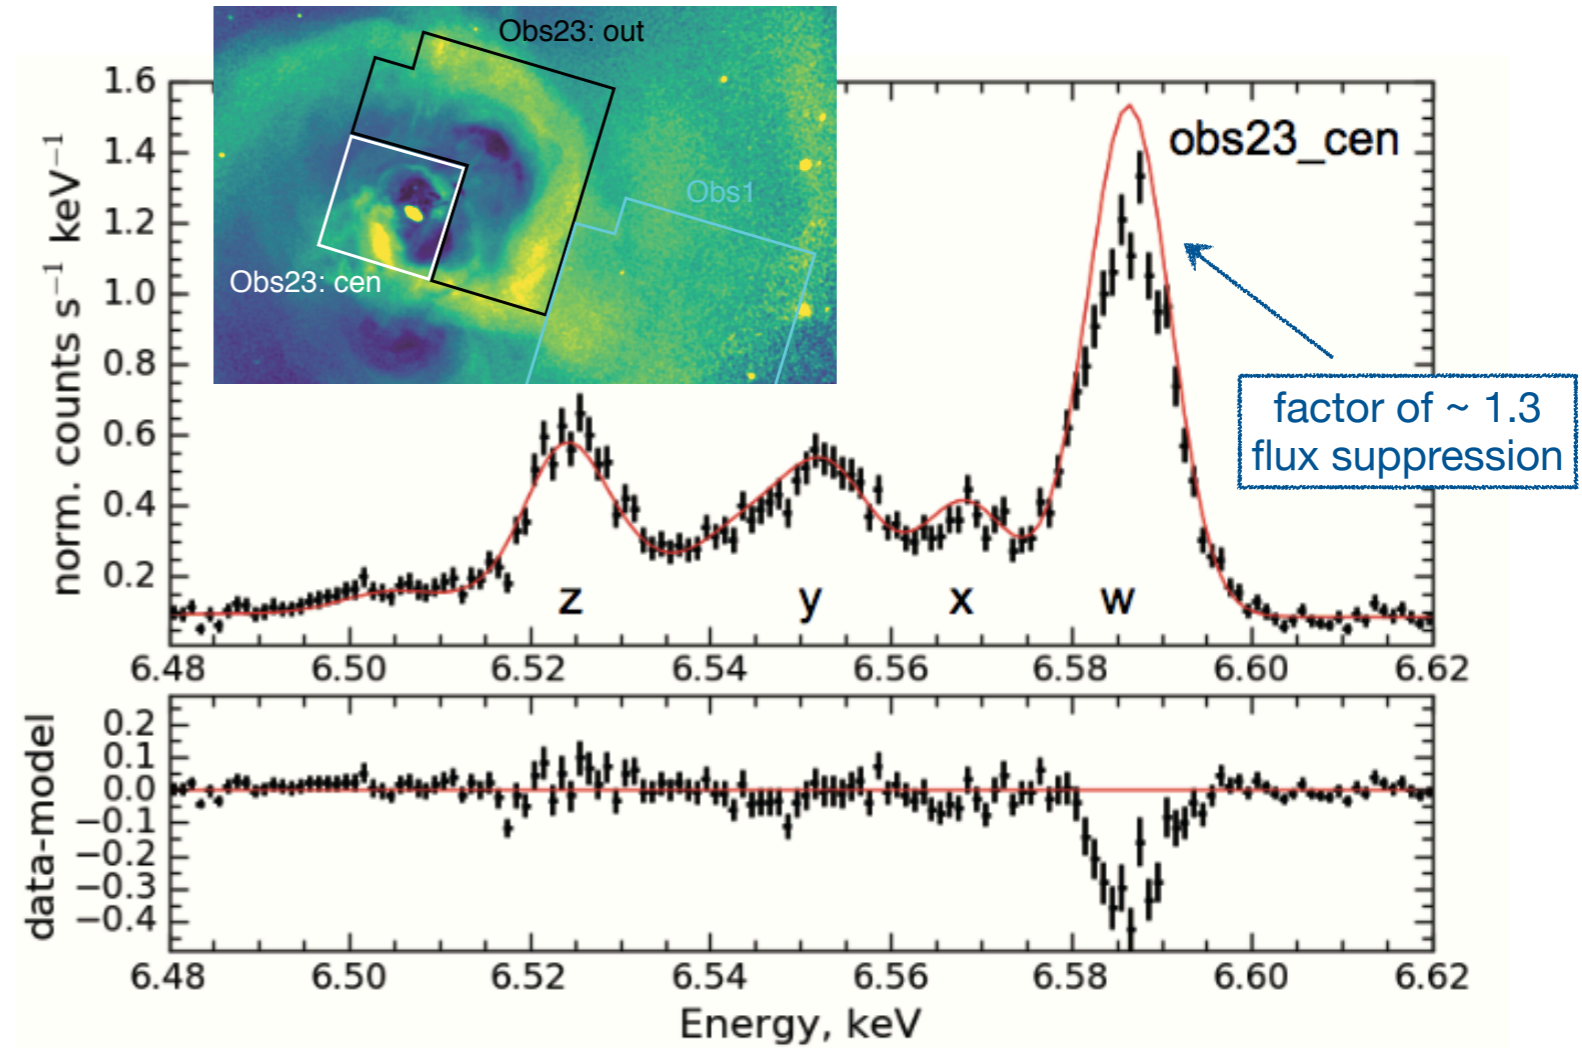 Obs23: out
Obs1
Obs23: cen
obs23_cen
factor of ~ 1.3
flux suppression
norm. counts s⁻¹ keV⁻¹
1.6
1.4
1.2
1.0
0.8
0.6
0.4
0.2
z y x w
6.48 6.50 6.52 6.54 6.56 6.58 6.60 6.62
data-model
0.2
0.1
0.0
−0.1
−0.2
−0.3
−0.4
6.48 6.50 6.52 6.54 6.56 6.58 6.60 6.62
Energy, keV